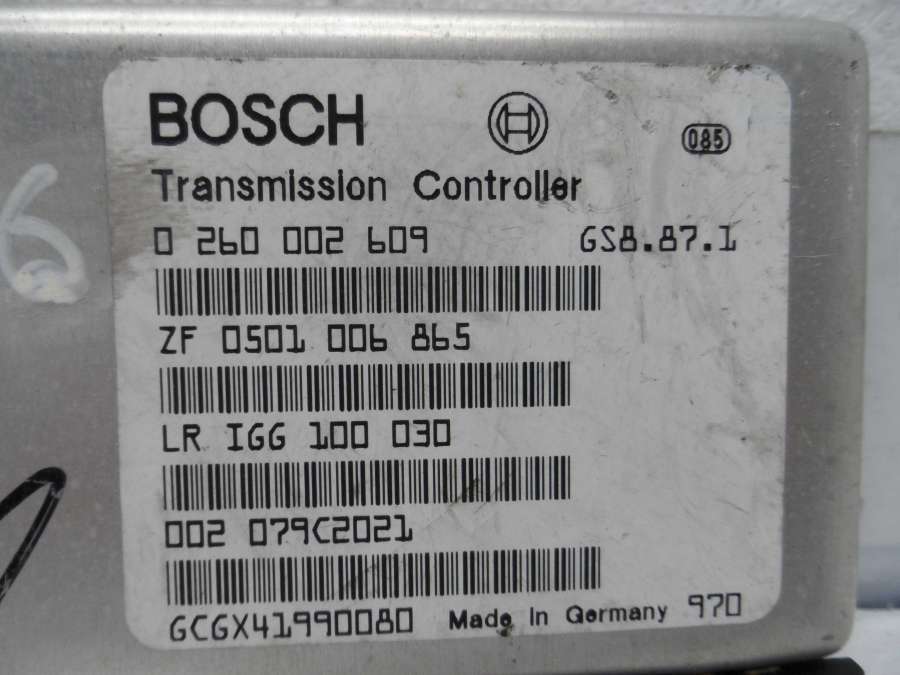 BOSCH
085
Transmission Controller
0 260 002 609 GS8.87.1
ZF 0501 006 865
LR IGG 100 030
002 079C2021
GCGX41990080 Made in Germany 970
6